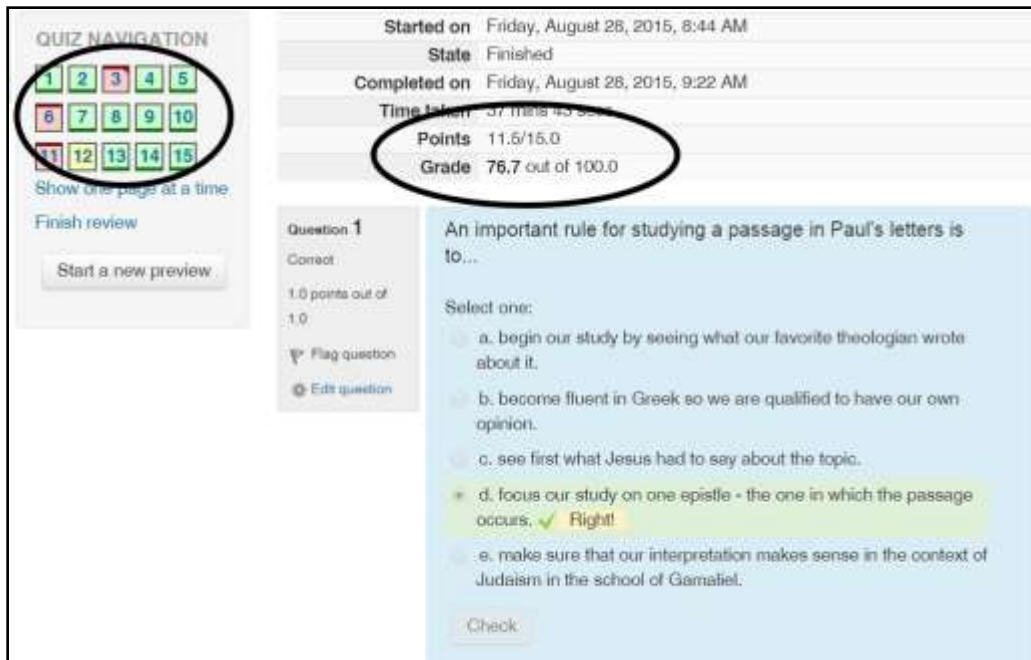 QUIZ NAVIGATION
1 2 3 4 5
6 7 8 9 10
11 12 13 14 15
Show one page at a time
Finish review
Start a new preview
Started on Friday, August 28, 2015, 8:44 AM
State Finished
Completed on Friday, August 28, 2015, 9:22 AM
Time taken 37 mins 43 secs
Points 11.5/15.0
Grade 76.7 out of 100.0
Question 1
Correct
1.0 points out of
1.0
Flag question
Edit question
An important rule for studying a passage in Paul's letters is
to...
Select one:
a. begin our study by seeing what our favorite theologian wrote
about it.
b. become fluent in Greek so we are qualified to have our own
opinion.
c. see first what Jesus had to say about the topic.
d. focus our study on one epistle - the one in which the passage
occurs. Right!
e. make sure that our interpretation makes sense in the context of
Judaism in the school of Gamaliel.
Check